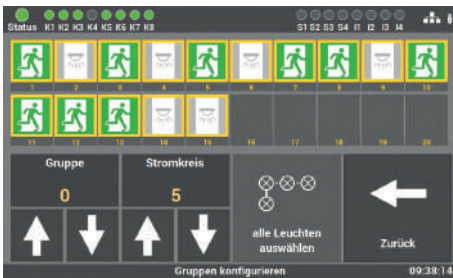 Status K1 K2 K3 K4 K5 K6 K7 K8 S1 S2 S3 S4 I1 I2 I3 I4
1 2 3 4 5 6 7 8 9 10
11 12 13 14 15 16 17 18 19 20
Gruppe Stromkreis
0 5
alle Leuchten
auswählen
Zurück
Gruppen konfigurieren 09:38:14